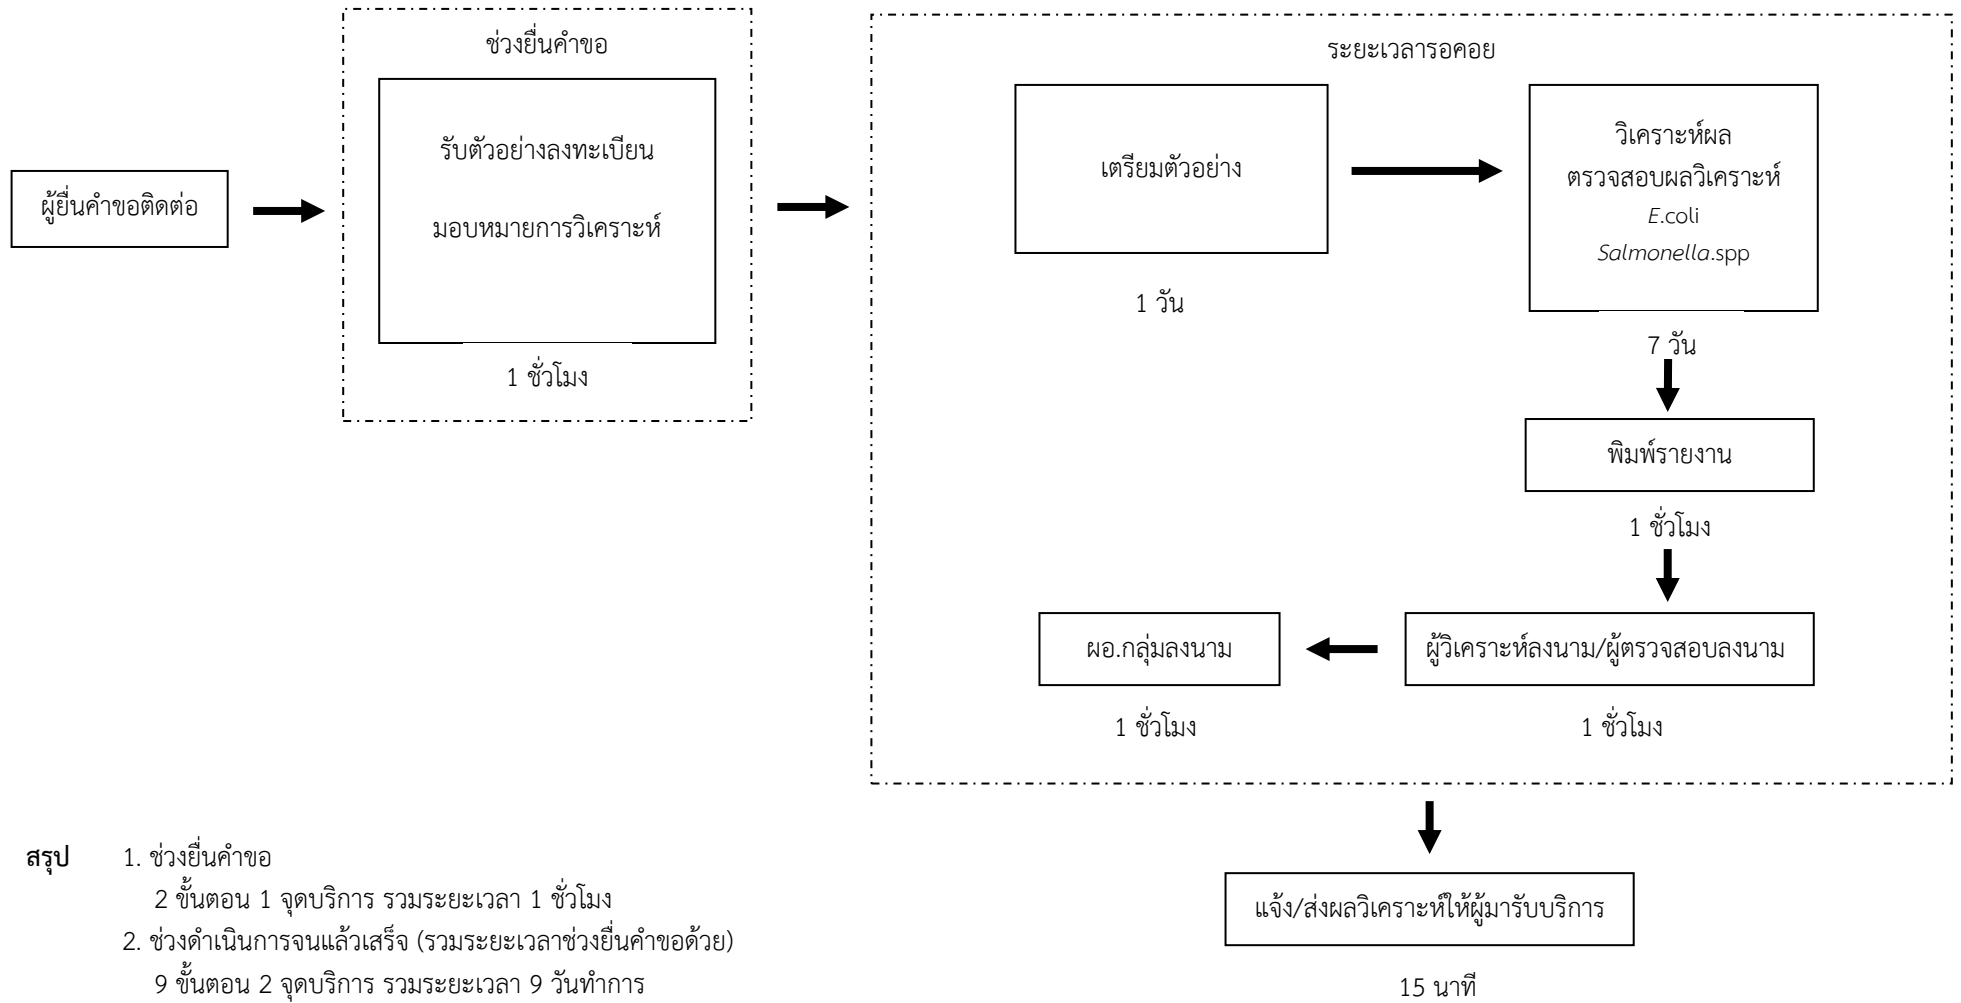 ผู้ยื่นคำขอติดต่อ
ช่วงยื่นคำขอ
รับตัวอย่างลงทะเบียน
มอบหมายการวิเคราะห์
1 ชั่วโมง
ระยะเวลารอคอย
เตรียมตัวอย่าง
1 วัน
วิเคราะห์ผล
ตรวจสอบผลวิเคราะห์
E.coli
Salmonella.spp
7 วัน
พิมพ์รายงาน
1 ชั่วโมง
ผู้วิเคราะห์ลงนาม/ผู้ตรวจสอบลงนาม
1 ชั่วโมง
ผอ.กลุ่มลงนาม
1 ชั่วโมง
แจ้ง/ส่งผลวิเคราะห์ให้ผู้มารับบริการ
15 นาที
สรุป 1. ช่วงยื่นคำขอ
2 ขั้นตอน 1 จุดบริการ รวมระยะเวลา 1 ชั่วโมง
2. ช่วงดำเนินการจนแล้วเสร็จ (รวมระยะเวลาช่วงยื่นคำขอด้วย)
9 ขั้นตอน 2 จุดบริการ รวมระยะเวลา 9 วันทำการ